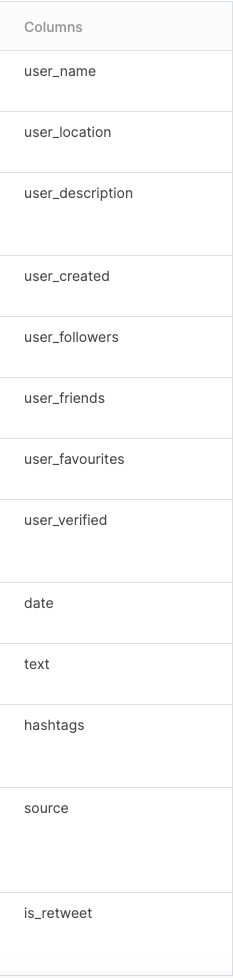 Columns
user_name
user_location
user_description
user_created
user_followers
user_friends
user_favourites
user_verified
date
text
hashtags
source
is_retweet